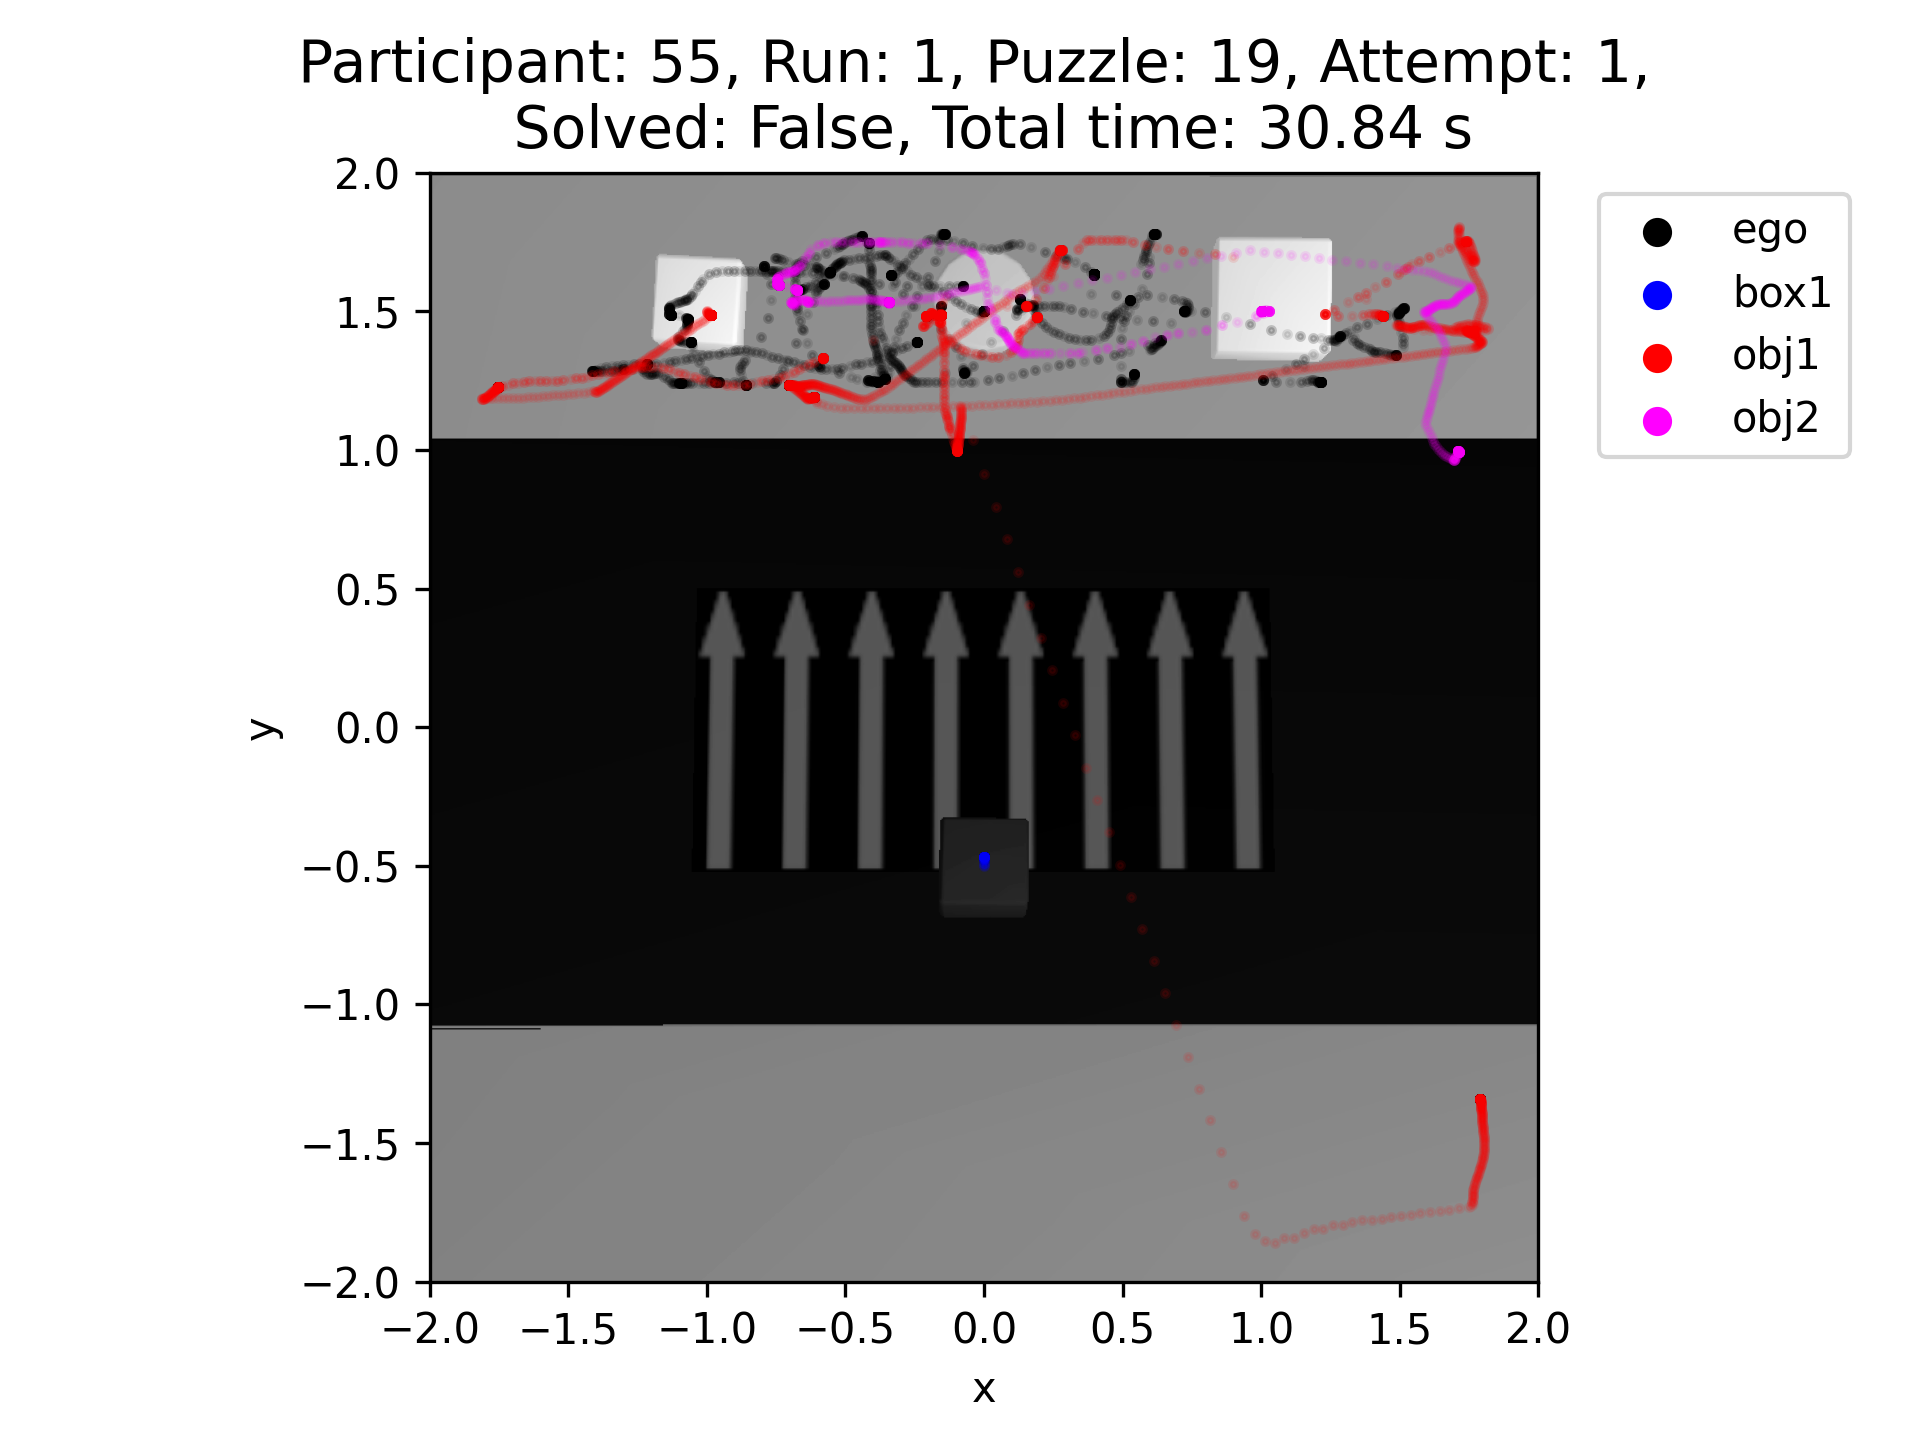 Participant: 55, Run: 1, Puzzle: 19, Attempt: 1,
Solved: False, Total time: 30.84 s
2.0
1.5
1.0
0.5
0.0
−0.5
−1.0
−1.5
−2.0
y
−2.0 −1.5 −1.0 −0.5 0.0 0.5 1.0 1.5 2.0
x
ego
box1
obj1
obj2